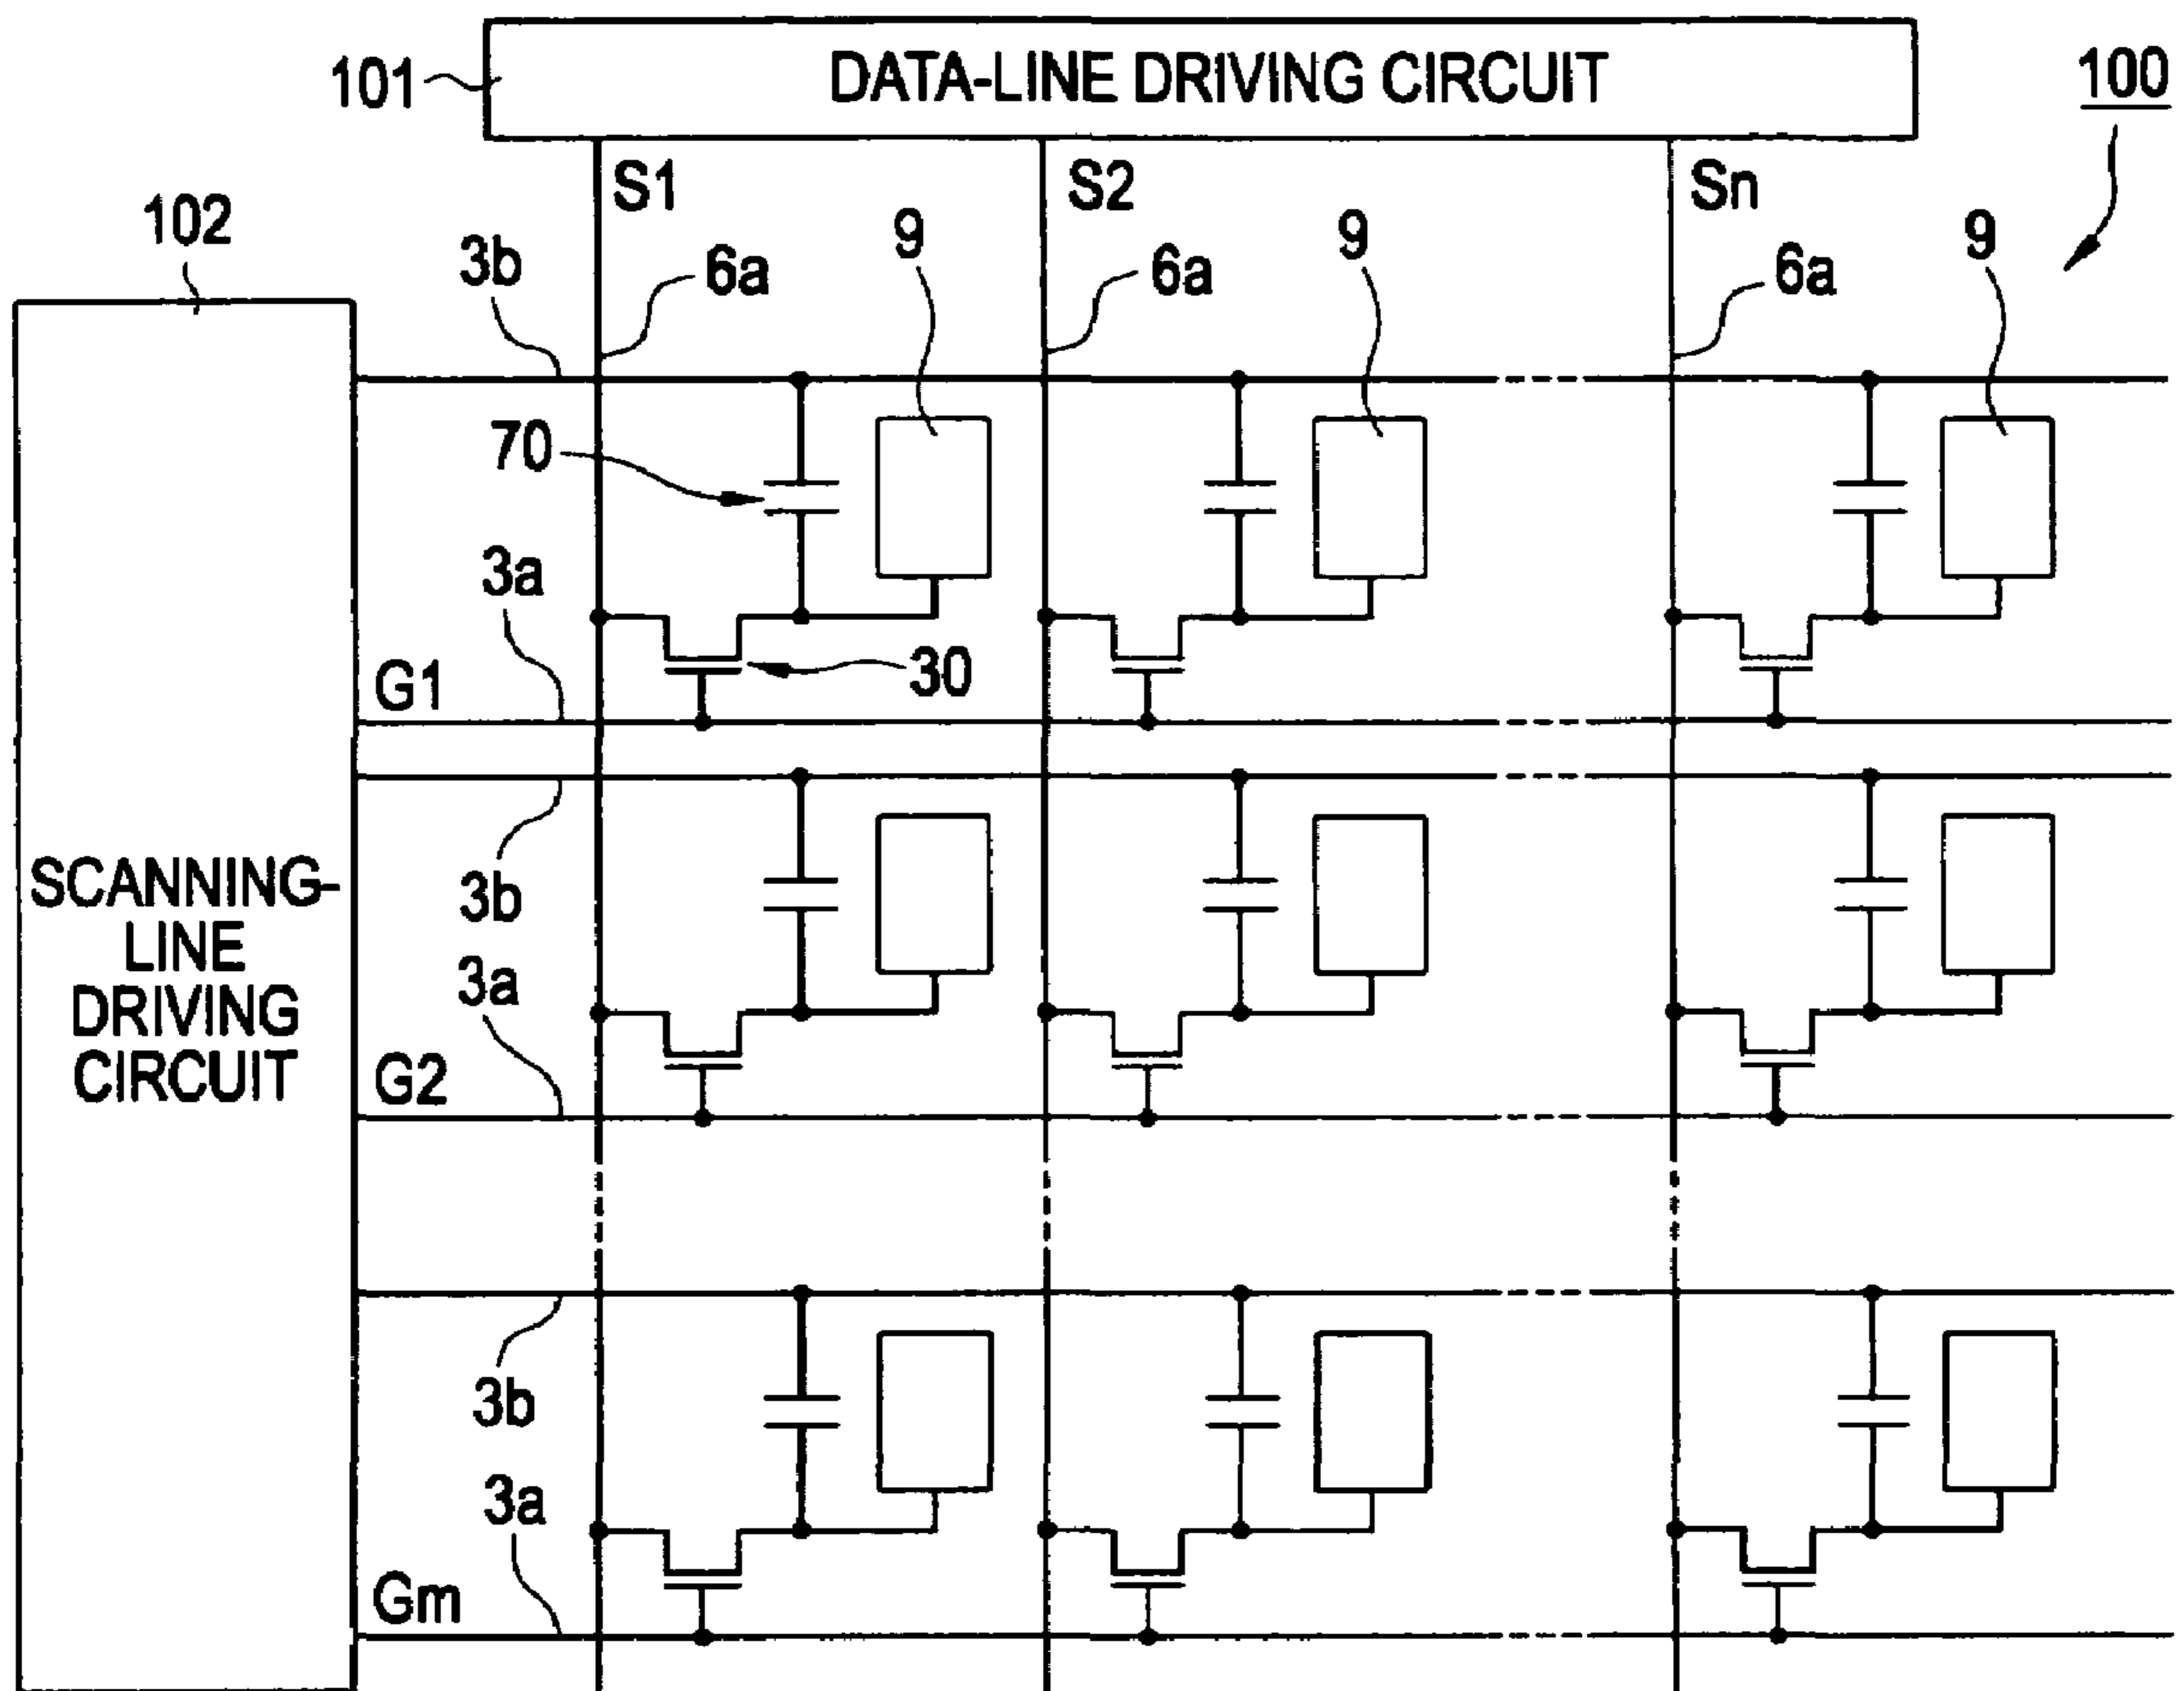 101
DATA-LINE DRIVING CIRCUIT
100
S1
S2
Sn
102
3b
6a
9
6a
9
6a
9
70
3a
30
G1
3b
3a
G2
SCANNING-
LINE
DRIVING
CIRCUIT
3b
3a
Gm